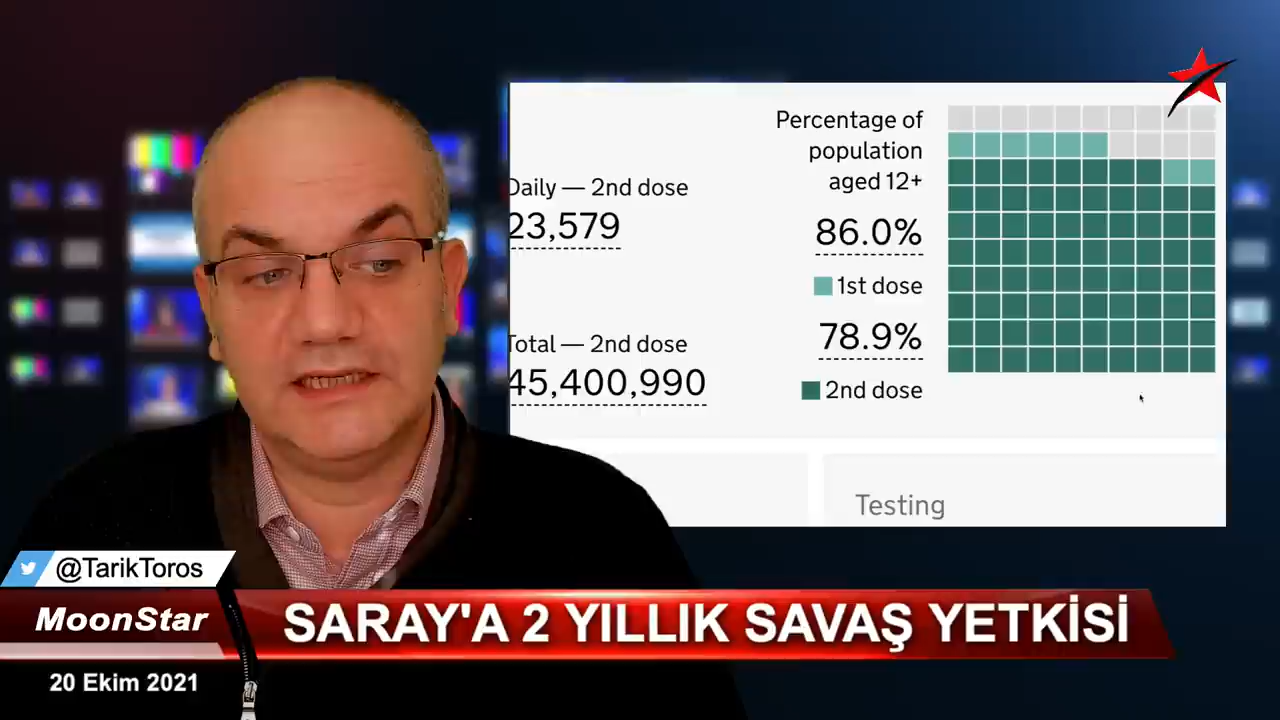 Percentage of
population
aged 12+
Daily — 2nd dose
23,579
86.0%
1st dose
Total — 2nd dose
45,400,990
78.9%
2nd dose
Testing
@TarikToros
MoonStar
SARAY'A 2 YILLIK SAVAŞ YETKİSİ
20 Ekim 2021